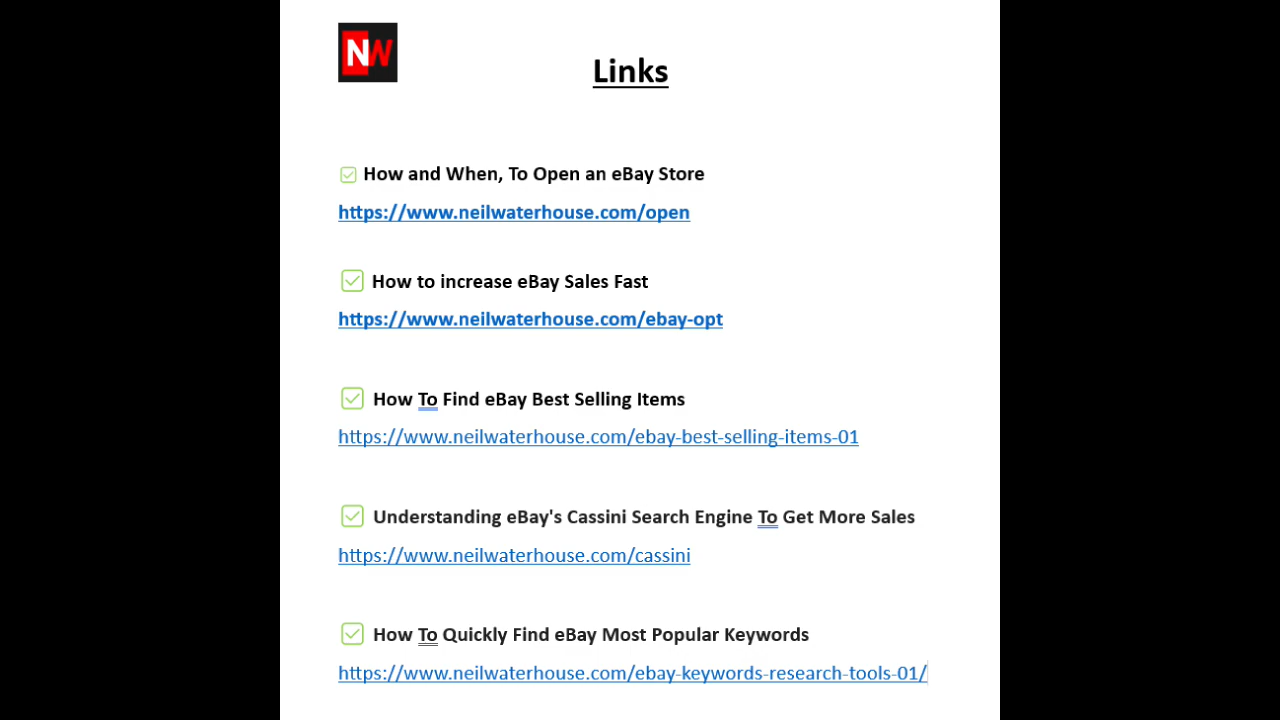 NW
Links
How and When, To Open an eBay Store
https://www.neilwaterhouse.com/open
How to increase eBay Sales Fast
https://www.neilwaterhouse.com/ebay-opt
How To Find eBay Best Selling Items
https://www.neilwaterhouse.com/ebay-best-selling-items-01
Understanding eBay's Cassini Search Engine To Get More Sales
https://www.neilwaterhouse.com/cassini
How To Quickly Find eBay Most Popular Keywords
https://www.neilwaterhouse.com/ebay-keywords-research-tools-01/